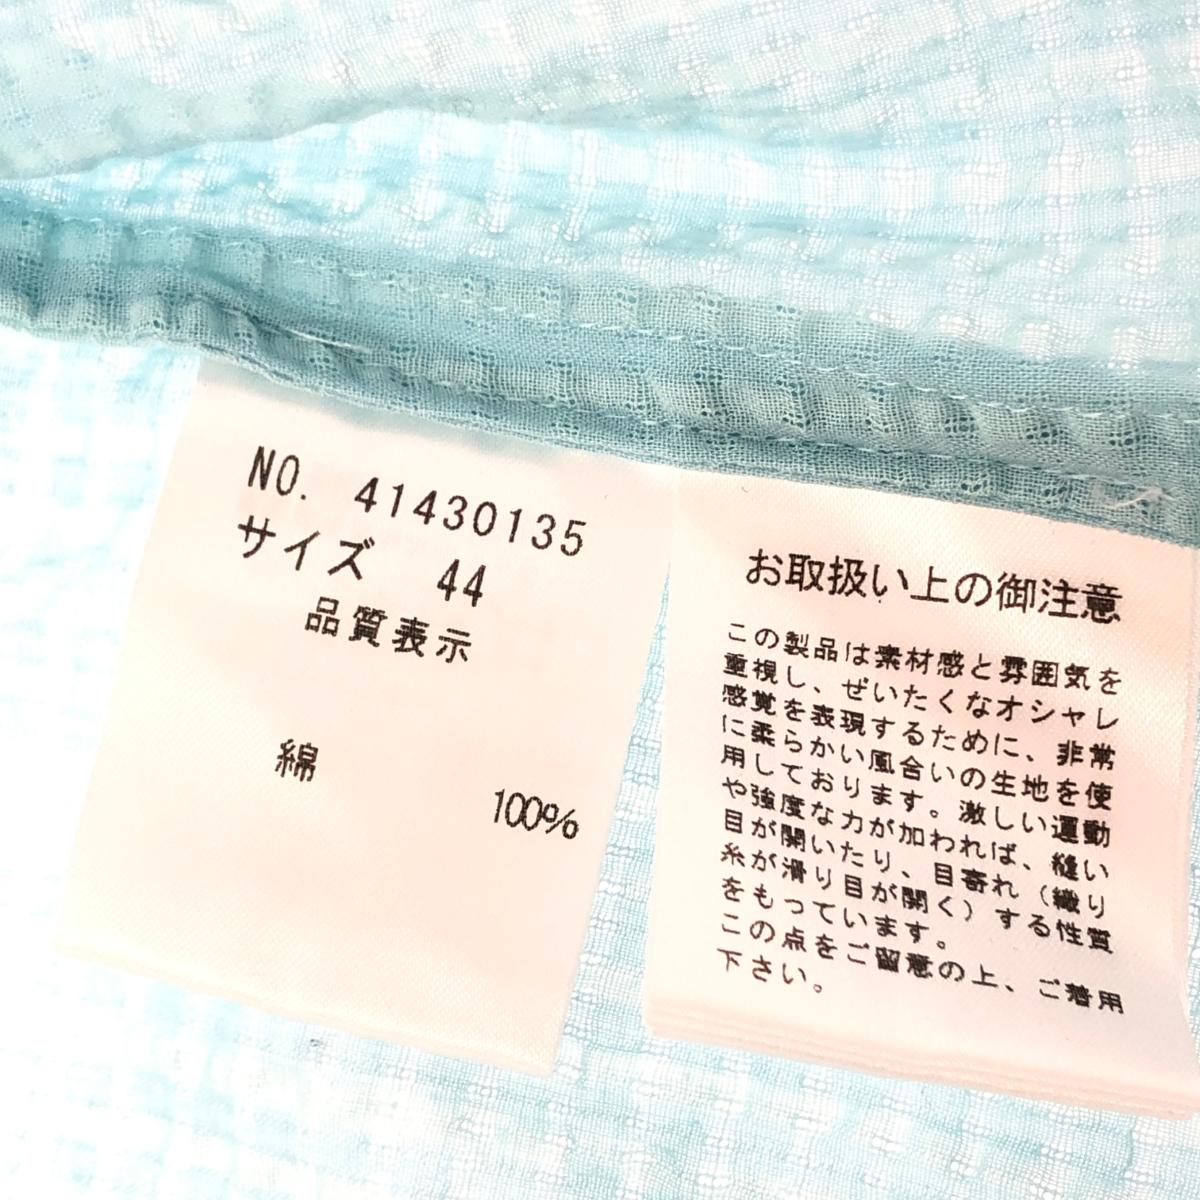 NO. 41430135
サイズ 44
品質表示
綿 100%
お取扱い上の御注意
この製品は素材感と雰囲気を
重視し、ぜいたくなオシャレ
感覚を表現するために、非常
に柔らかい風合いの生地を使
用しております。激しい運動
や強度な力が加われば、縫い
目が開いたり、目寄れ（織り
糸が滑り目が開く）する性質
をもっています。
この点をご留意の上、ご着用
下さい。